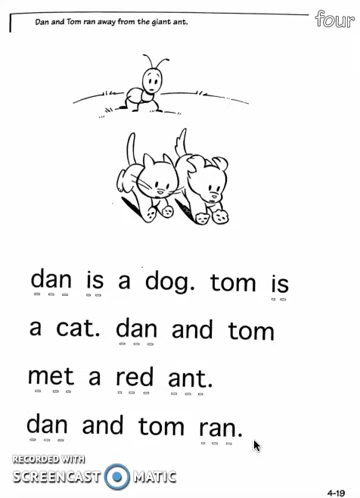 Dan and Tom ran away from the giant ant.
four
dan is a dog. tom is
a cat. dan and tom
met a red ant.
dan and tom ran.
RECORDED WITH
SCREENCAST MATIC
4-19